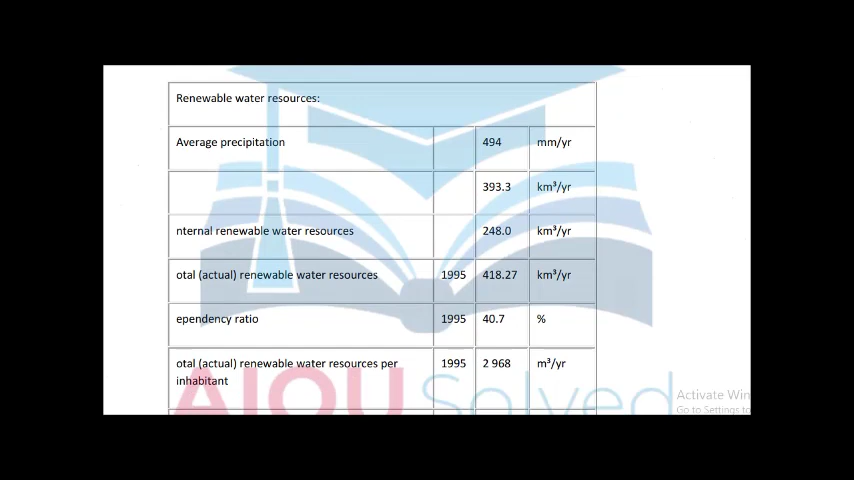 Renewable water resources:
Average precipitation 494 mm/yr
393.3 km³/yr
nternal renewable water resources 248.0 km³/yr
otal (actual) renewable water resources 1995 418.27 km³/yr
ependency ratio 1995 40.7 %
otal (actual) renewable water resources per 1995 2 968 m³/yr
inhabitant
AIOU Solved
Activate Win
Go to Settings to